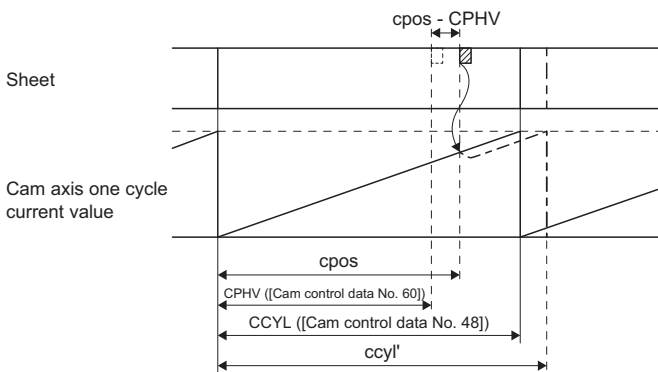 cpos - CPHV
Sheet
Cam axis one cycle
current value
cpos
CPHV ([Cam control data No. 60])
CCYL ([Cam control data No. 48])
ccyl'